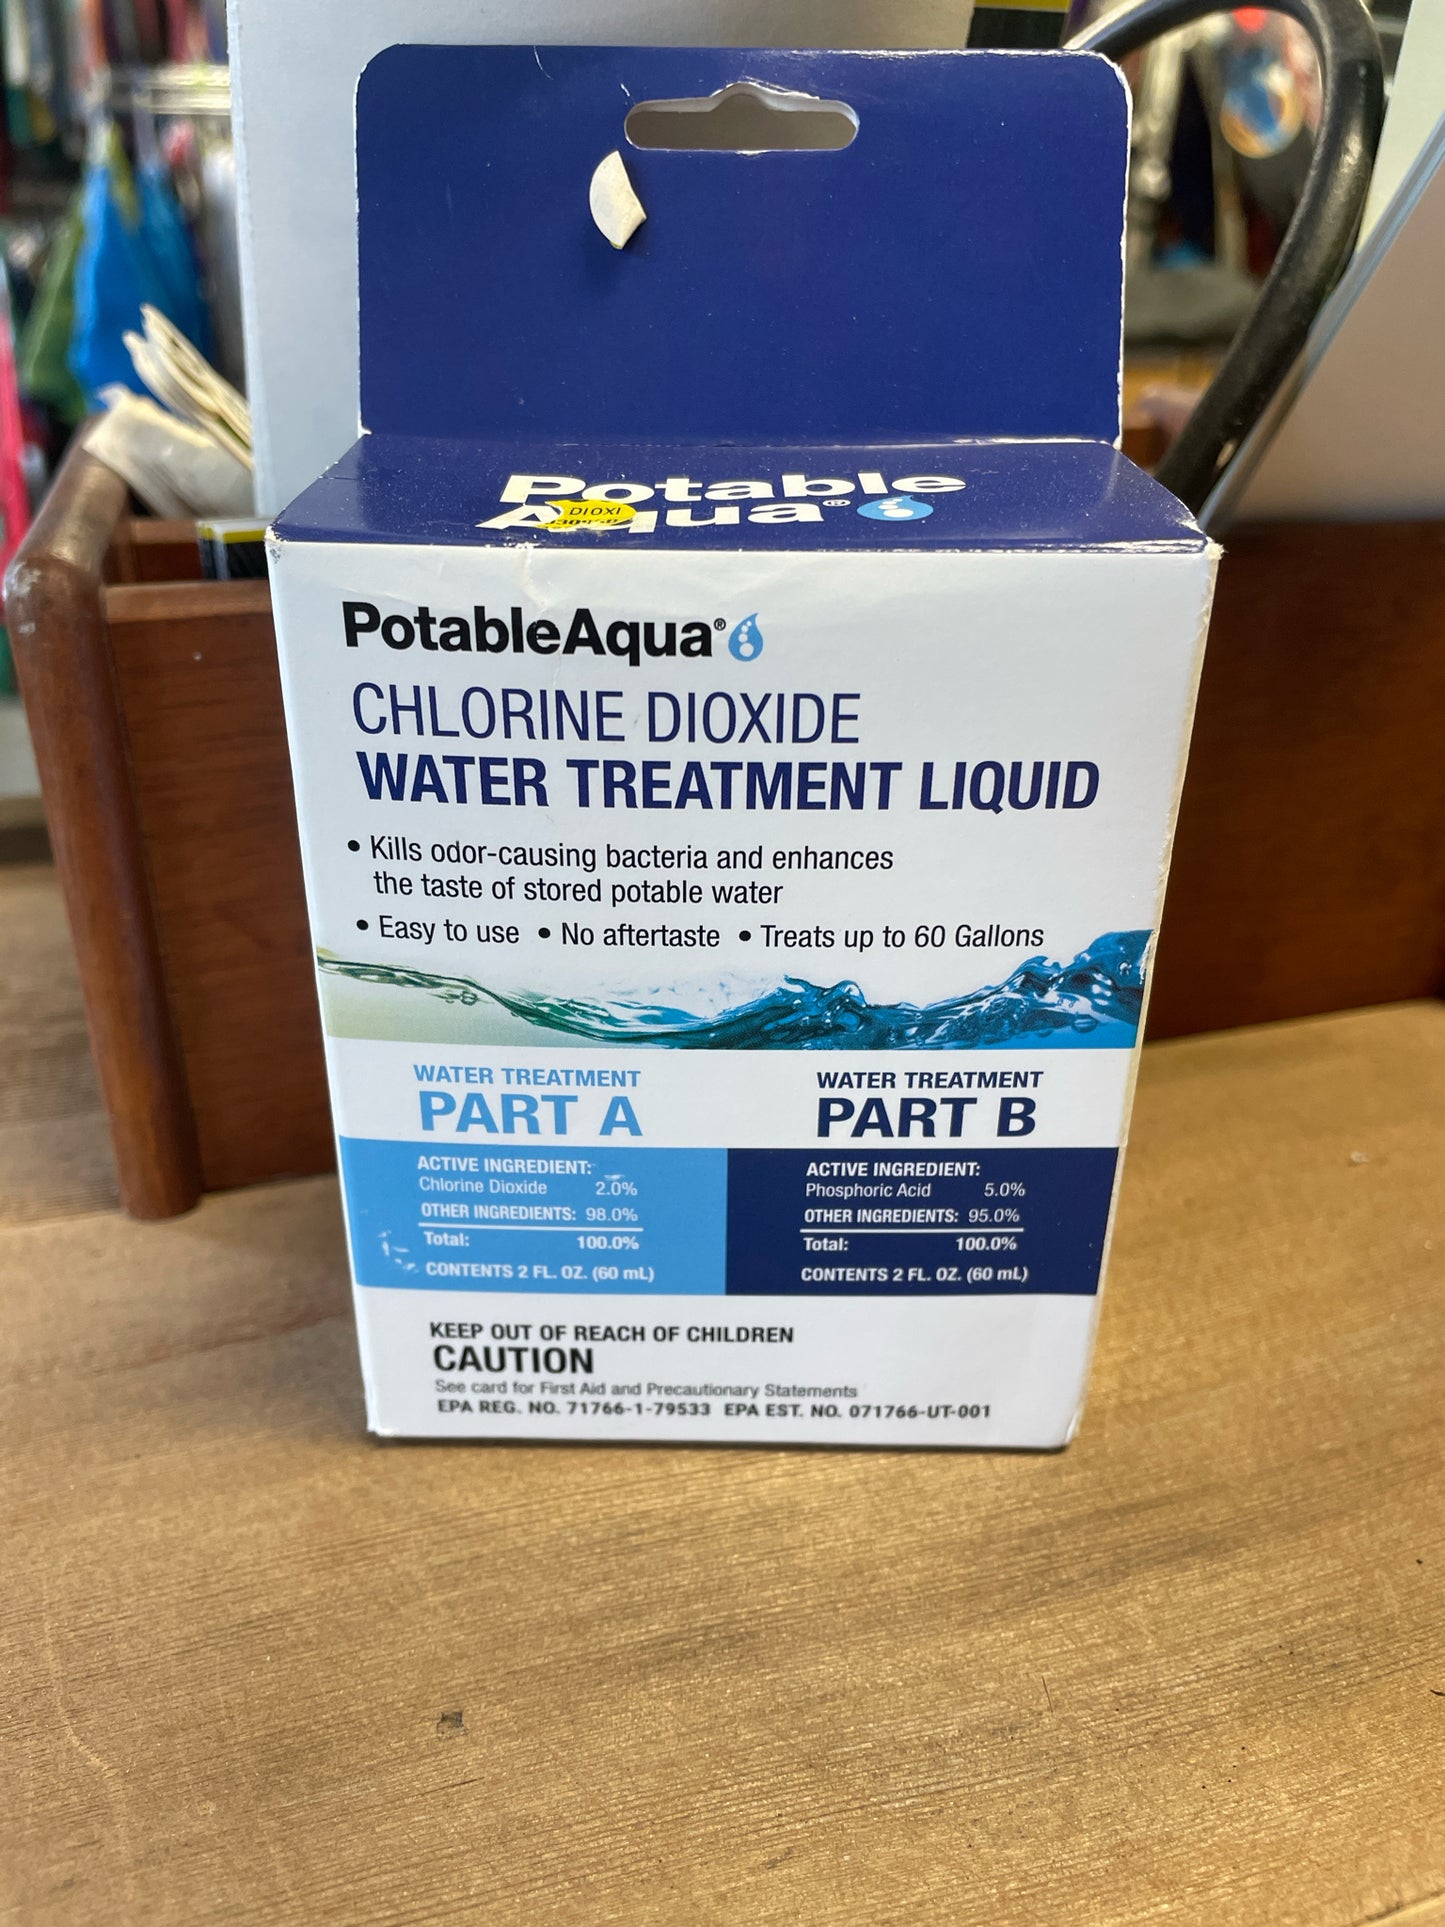 Potable
Aqua®
DIOXI
PotableAqua®
CHLORINE DIOXIDE
WATER TREATMENT LIQUID
• Kills odor-causing bacteria and enhances
the taste of stored potable water
• Easy to use • No aftertaste • Treats up to 60 Gallons
WATER TREATMENT
PART A
ACTIVE INGREDIENT:
Chlorine Dioxide 2.0%
OTHER INGREDIENTS: 98.0%
Total: 100.0%
CONTENTS 2 FL. OZ. (60 mL)
WATER TREATMENT
PART B
ACTIVE INGREDIENT:
Phosphoric Acid 5.0%
OTHER INGREDIENTS: 95.0%
Total: 100.0%
CONTENTS 2 FL. OZ. (60 mL)
KEEP OUT OF REACH OF CHILDREN
CAUTION
See card for First Aid and Precautionary Statements
EPA REG. NO. 71766-1-79533 EPA EST. NO. 071766-UT-001